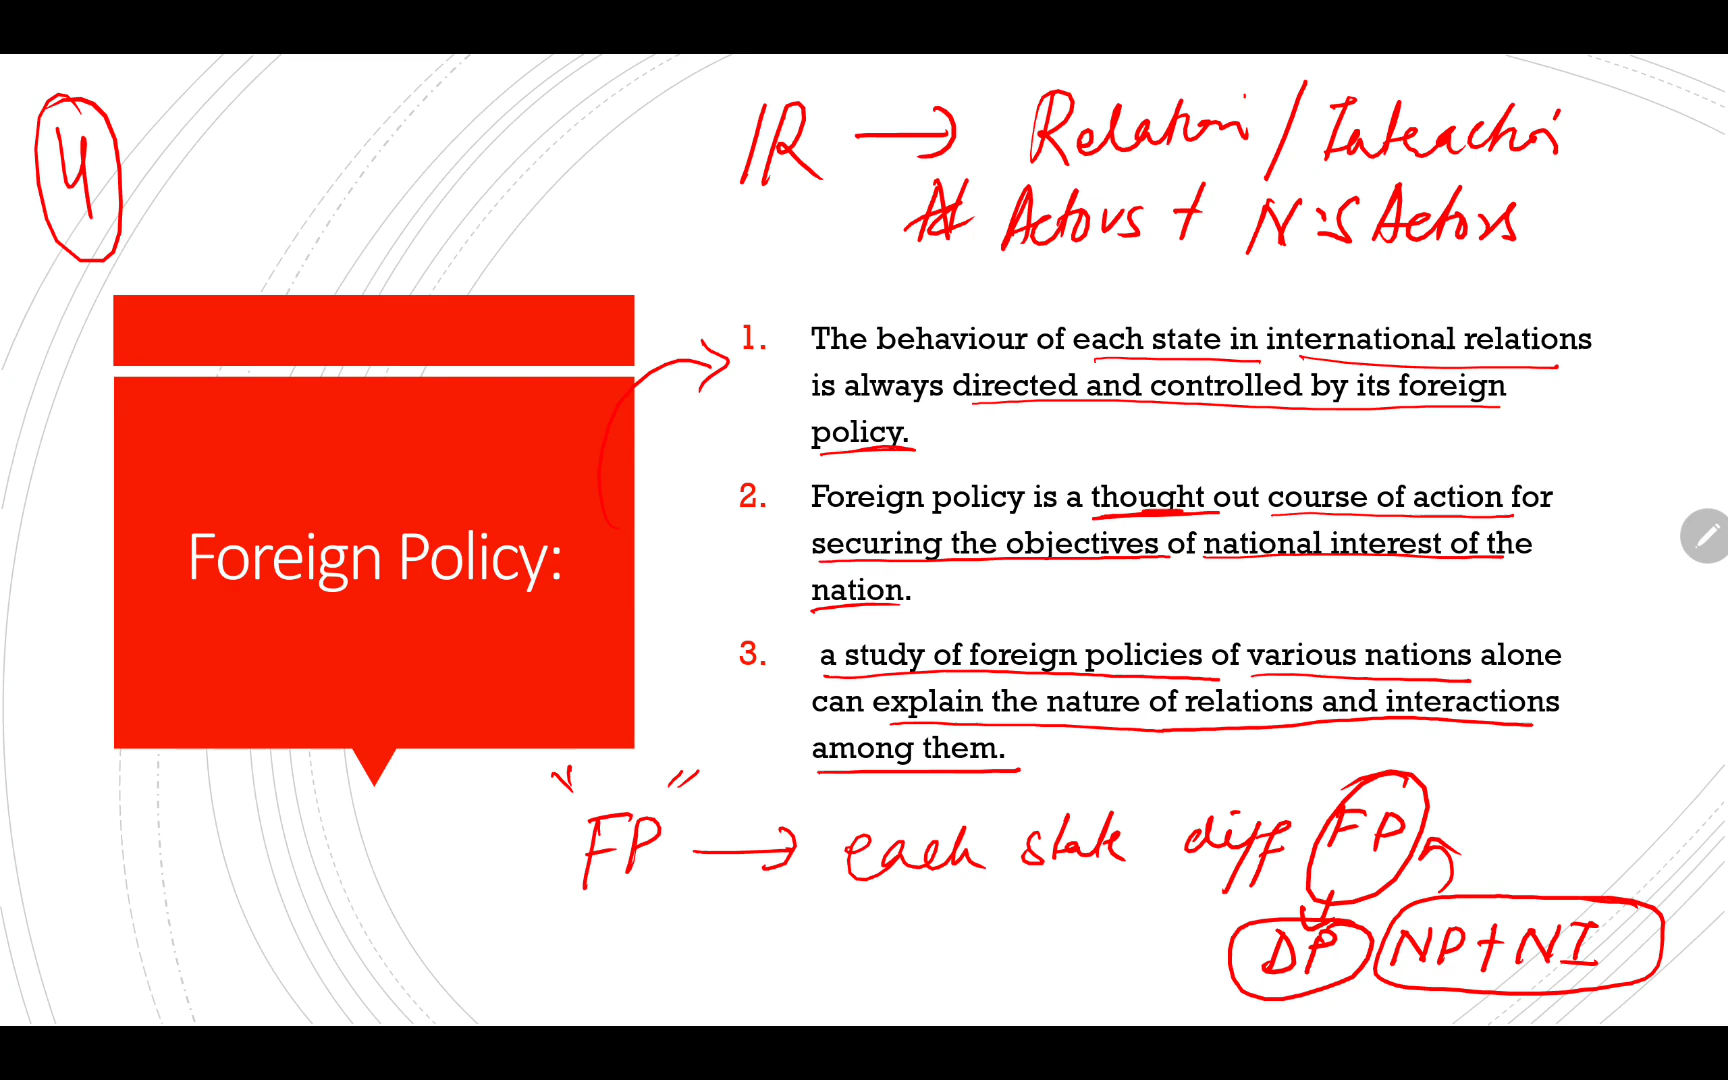 4
IR → Relation / Interaction
Actors + N.S Actors
Foreign Policy:
1. The behaviour of each state in international relations
is always directed and controlled by its foreign
policy.
2. Foreign policy is a thought out course of action for
securing the objectives of national interest of the
nation.
3. a study of foreign policies of various nations alone
can explain the nature of relations and interactions
among them.
FP → each state diff FP
DP NP + NI